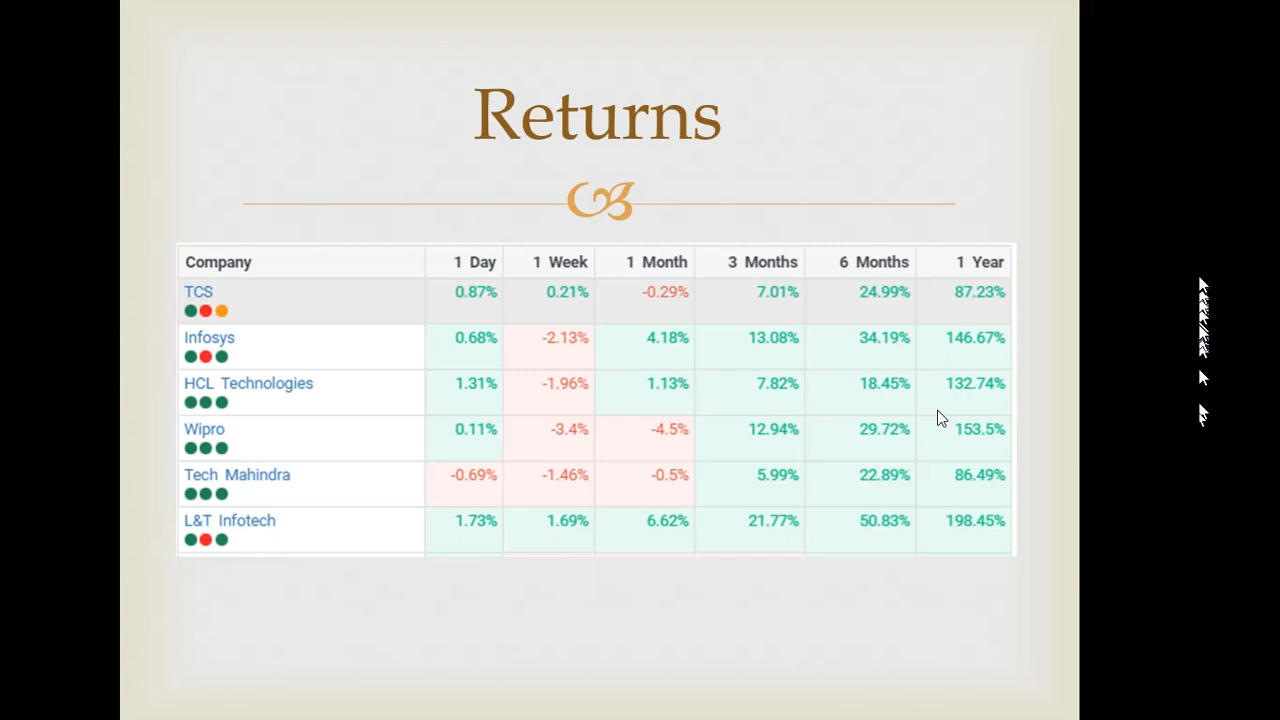 Returns
Company 1 Day 1 Week 1 Month 3 Months 6 Months 1 Year
TCS 0.87% 0.21% -0.29% 7.01% 24.99% 87.23%
Infosys 0.68% -2.13% 4.18% 13.08% 34.19% 146.67%
HCL Technologies 1.31% -1.96% 1.13% 7.82% 18.45% 132.74%
Wipro 0.11% -3.4% -4.5% 12.94% 29.72% 153.5%
Tech Mahindra -0.69% -1.46% -0.5% 5.99% 22.89% 86.49%
L&T Infotech 1.73% 1.69% 6.62% 21.77% 50.83% 198.45%